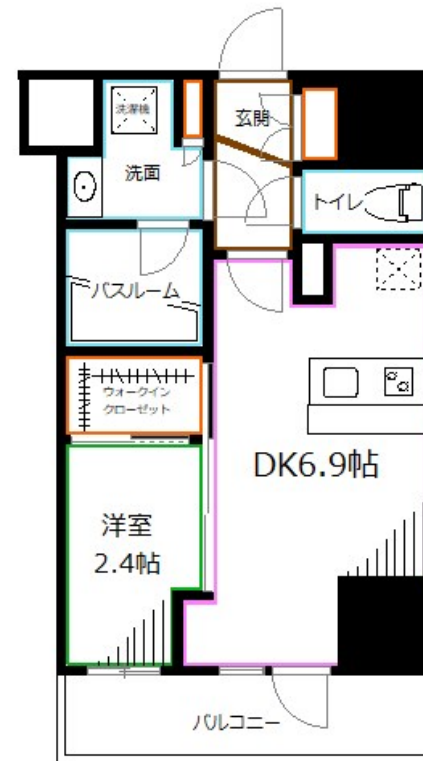 洗濯機
玄関
洗面
トイレ
バスルーム
ウォークイン
クローゼット
DK6.9帖
洋室
2.4帖
バルコニー